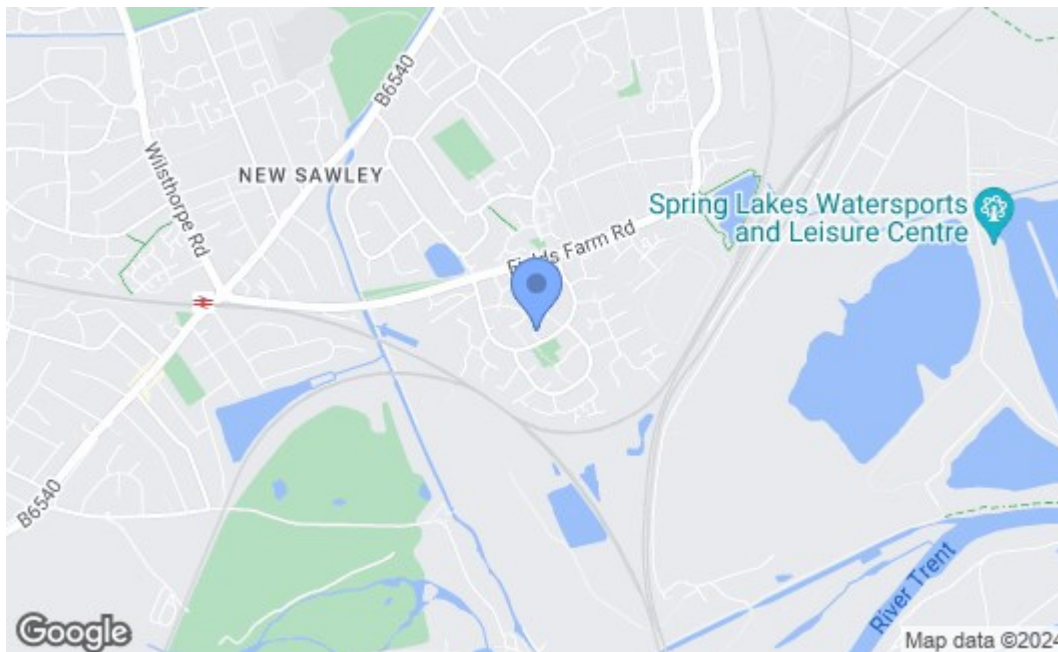 B6540
Wilsthorpe Rd
NEW SAWLEY
Spring Lakes Watersports
and Leisure Centre
Fields Farm Rd
B6540
River Trent
Google
Map data ©2024